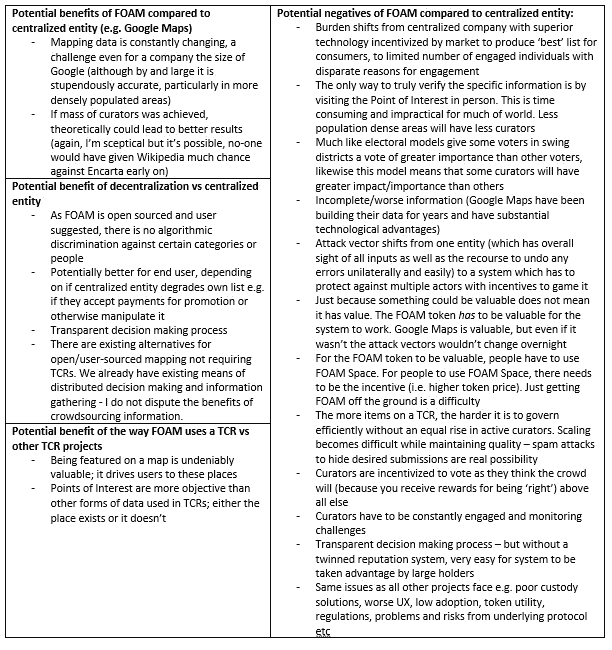 Potential benefits of FOAM compared to
centralized entity (e.g. Google Maps)
- Mapping data is constantly changing, a
challenge even for a company the size of
Google (although by and large it is
stupendously accurate, particularly in more
densely populated areas)
- If mass of curators was achieved,
theoretically could lead to better results
(again, I'm sceptical but it's possible, no-one
would have given Wikipedia much chance
against Encarta early on)
Potential benefit of decentralization vs centralized
entity
- As FOAM is open sourced and user
suggested, there is no algorithmic
discrimination against certain categories or
people
- Potentially better for end user, depending
on if centralized entity degrades own list e.g.
if they accept payments for promotion or
otherwise manipulate it
- Transparent decision making process
- There are existing alternatives for
open/user-sourced mapping not requiring
TCRs. We already have existing means of
distributed decision making and information
gathering - I do not dispute the benefits of
crowdsourcing information.
Potential benefit of the way FOAM uses a TCR vs
other TCR projects
- Being featured on a map is undeniably
valuable; it drives users to these places
- Points of Interest are more objective than
other forms of data used in TCRs; either the
place exists or it doesn't
Potential negatives of FOAM compared to centralized entity:
- Burden shifts from centralized company with superior
technology incentivized by market to produce 'best' list for
consumers, to limited number of engaged individuals with
disparate reasons for engagement
- The only way to truly verify the specific information is by
visiting the Point of Interest in person. This is time
consuming and impractical for much of world. Less
population dense areas will have less curators
- Much like electoral models give some voters in swing
districts a vote of greater importance than other voters,
likewise this model means that some curators will have
greater impact/importance than others
- Incomplete/worse information (Google Maps have been
building their data for years and have substantial
technological advantage)
- Attack vector shifts from one entity (which has overall
sight of all inputs as well as the recourse to undo any
errors unilaterally and easily) to a system which has to
protect against multiple actors with incentives to game it
- Just because something could be valuable does not mean
it has value. The FOAM token has to be valuable for the
system to work. Google Maps is valuable, but even if it
wasn't the attack vectors wouldn't change overnight
- For the FOAM token to be valuable, people have to use
FOAM Space. For people to use FOAM Space, there
needs to be the incentive (i.e. higher token price). Just getting
FOAM off the ground is a difficulty
- The more items on a TCR, the harder it is to govern
efficiently without an equal rise in active curators. Scaling
becomes difficult while maintaining quality – spam attacks
to hide desired submissions are real possibility
- Curators are incentivized to vote as they think the crowd
will (because you receive rewards for being 'right') above
all else
- Curators have to be constantly engaged and monitoring
challenges
- Transparent decision making process – but without a
twinned reputation system, very easy for system to be
taken advantage by large holders
- Same issues as all other projects face e.g. poor custody
solutions, worse UX, low adoption, token utility,
regulations, problems and risks from underlying protocol
etc